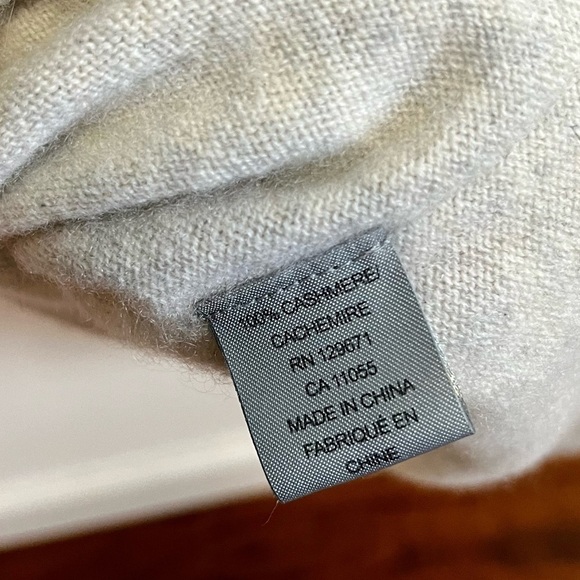 100% CASHMERE/
CACHEMIRE
RN 129671
CA 11055
MADE IN CHINA
FABRIQUÉ EN
CHINE